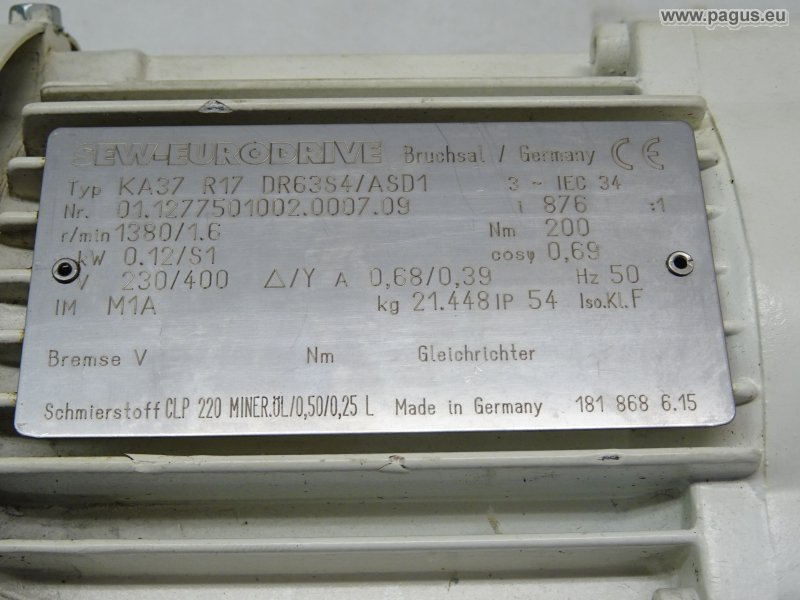 www.pagus.eu
SEW-EURODRIVE Bruchsal / Germany CE
Typ KA37 R17 DR63S4/ASD1 3 ~ IEC 34
Nr. 01.1277501002.0007.09 i 876 :1
r/min 1380/1.6 Nm 200
kW 0.12/S1 cosφ 0,69
V 230/400 △/Y A 0,68/0,39 Hz 50
IM M1A kg 21.448 IP 54 Iso.Kl. F
Bremse V Nm Gleichrichter
Schmierstoff CLP 220 MINER.ÖL/0,50/0,25 L Made in Germany 181 868 6.15